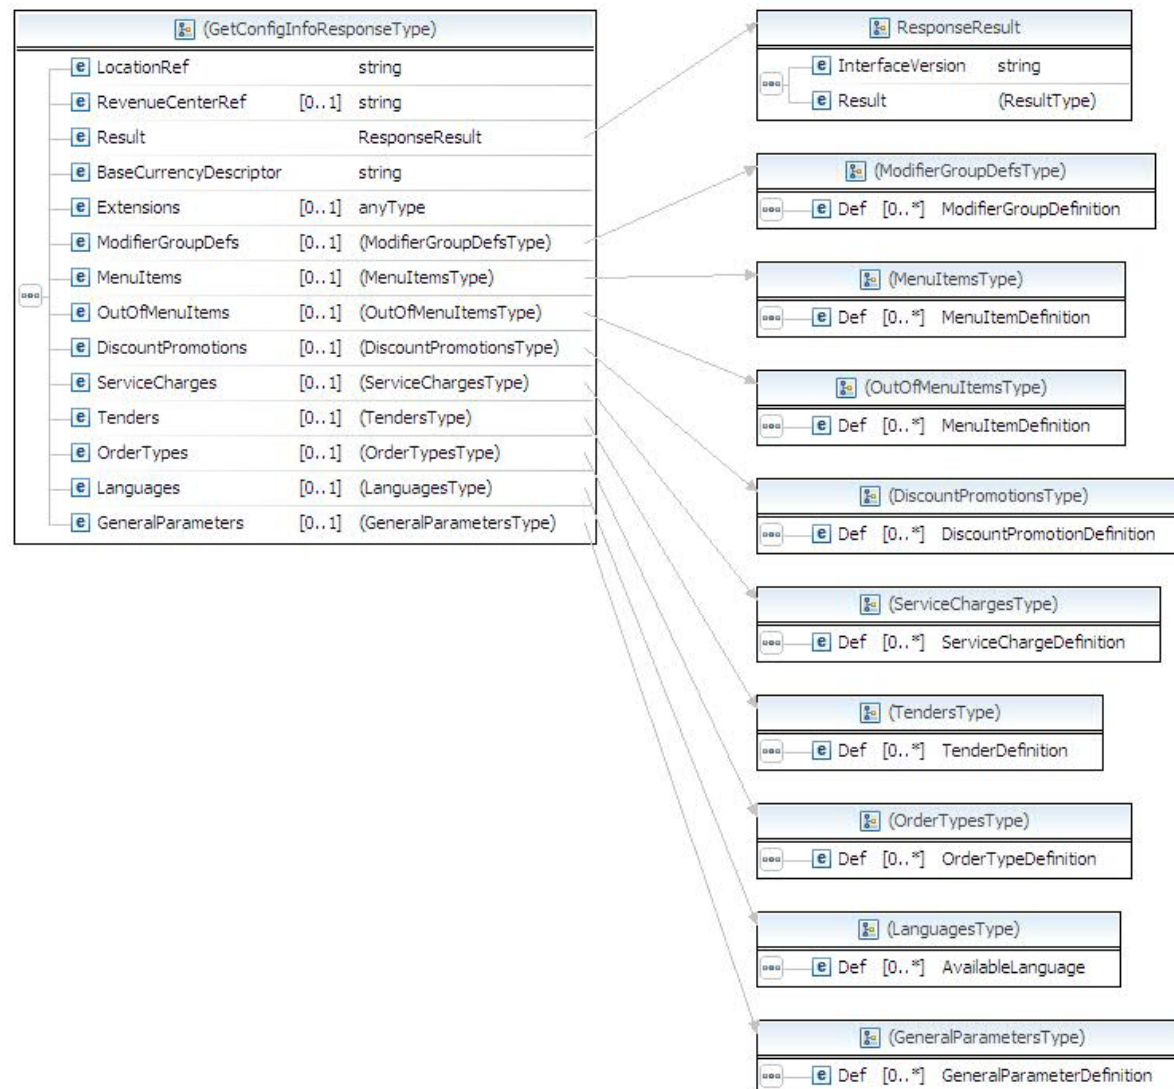 (GetConfigInfoResponseType)
e LocationRef string
e RevenueCenterRef [0..1] string
e Result ResponseResult
e BaseCurrencyDescriptor string
e Extensions [0..1] anyType
e ModifierGroupDefs [0..1] (ModifierGroupDefsType)
e MenuItems [0..1] (MenuItemsType)
e OutOfMenuItems [0..1] (OutOfMenuItemsType)
e DiscountPromotions [0..1] (DiscountPromotionsType)
e ServiceCharges [0..1] (ServiceChargesType)
e Tenders [0..1] (TendersType)
e OrderTypes [0..1] (OrderTypesType)
e Languages [0..1] (LanguagesType)
e GeneralParameters [0..1] (GeneralParametersType)
ResponseResult
e InterfaceVersion string
e Result (ResultType)
(ModifierGroupDefsType)
e Def [0..*] ModifierGroupDefinition
(MenuItemsType)
e Def [0..*] MenuItemDefinition
(OutOfMenuItemsType)
e Def [0..*] MenuItemDefinition
(DiscountPromotionsType)
e Def [0..*] DiscountPromotionDefinition
(ServiceChargesType)
e Def [0..*] ServiceChargeDefinition
(TendersType)
e Def [0..*] TenderDefinition
(OrderTypesType)
e Def [0..*] OrderTypeDefinition
(LanguagesType)
e Def [0..*] AvailableLanguage
(GeneralParametersType)
e Def [0..*] GeneralParameterDefinition